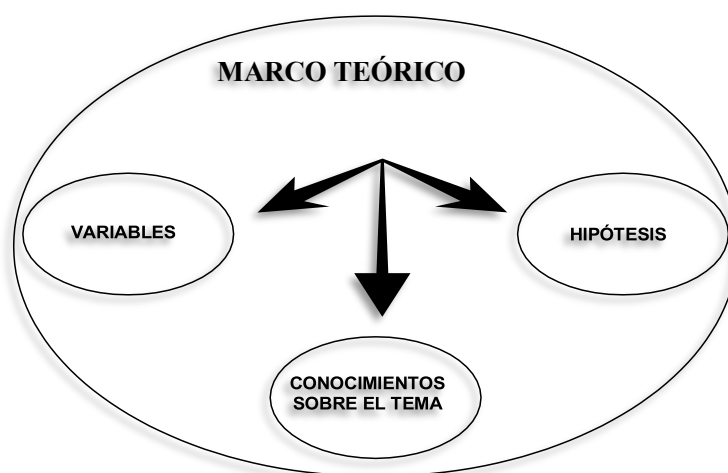 MARCO TEÓRICO
VARIABLES
HIPÓTESIS
CONOCIMIENTOS
SOBRE EL TEMA